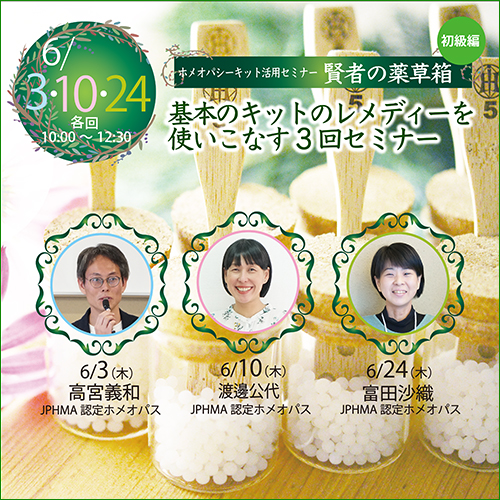 初級編
6/
3・10・24
各回
10:00 〜 12:30
ホメオパシーキット活用セミナー 賢者の薬草箱
基本のキットのレメディーを
使いこなす3回セミナー
5
5
6/3(木)
高宮義和
JPHMA 認定ホメオパス
6/10(木)
渡邊公代
JPHMA 認定ホメオパス
6/24(木)
富田沙織
JPHMA 認定ホメオパス